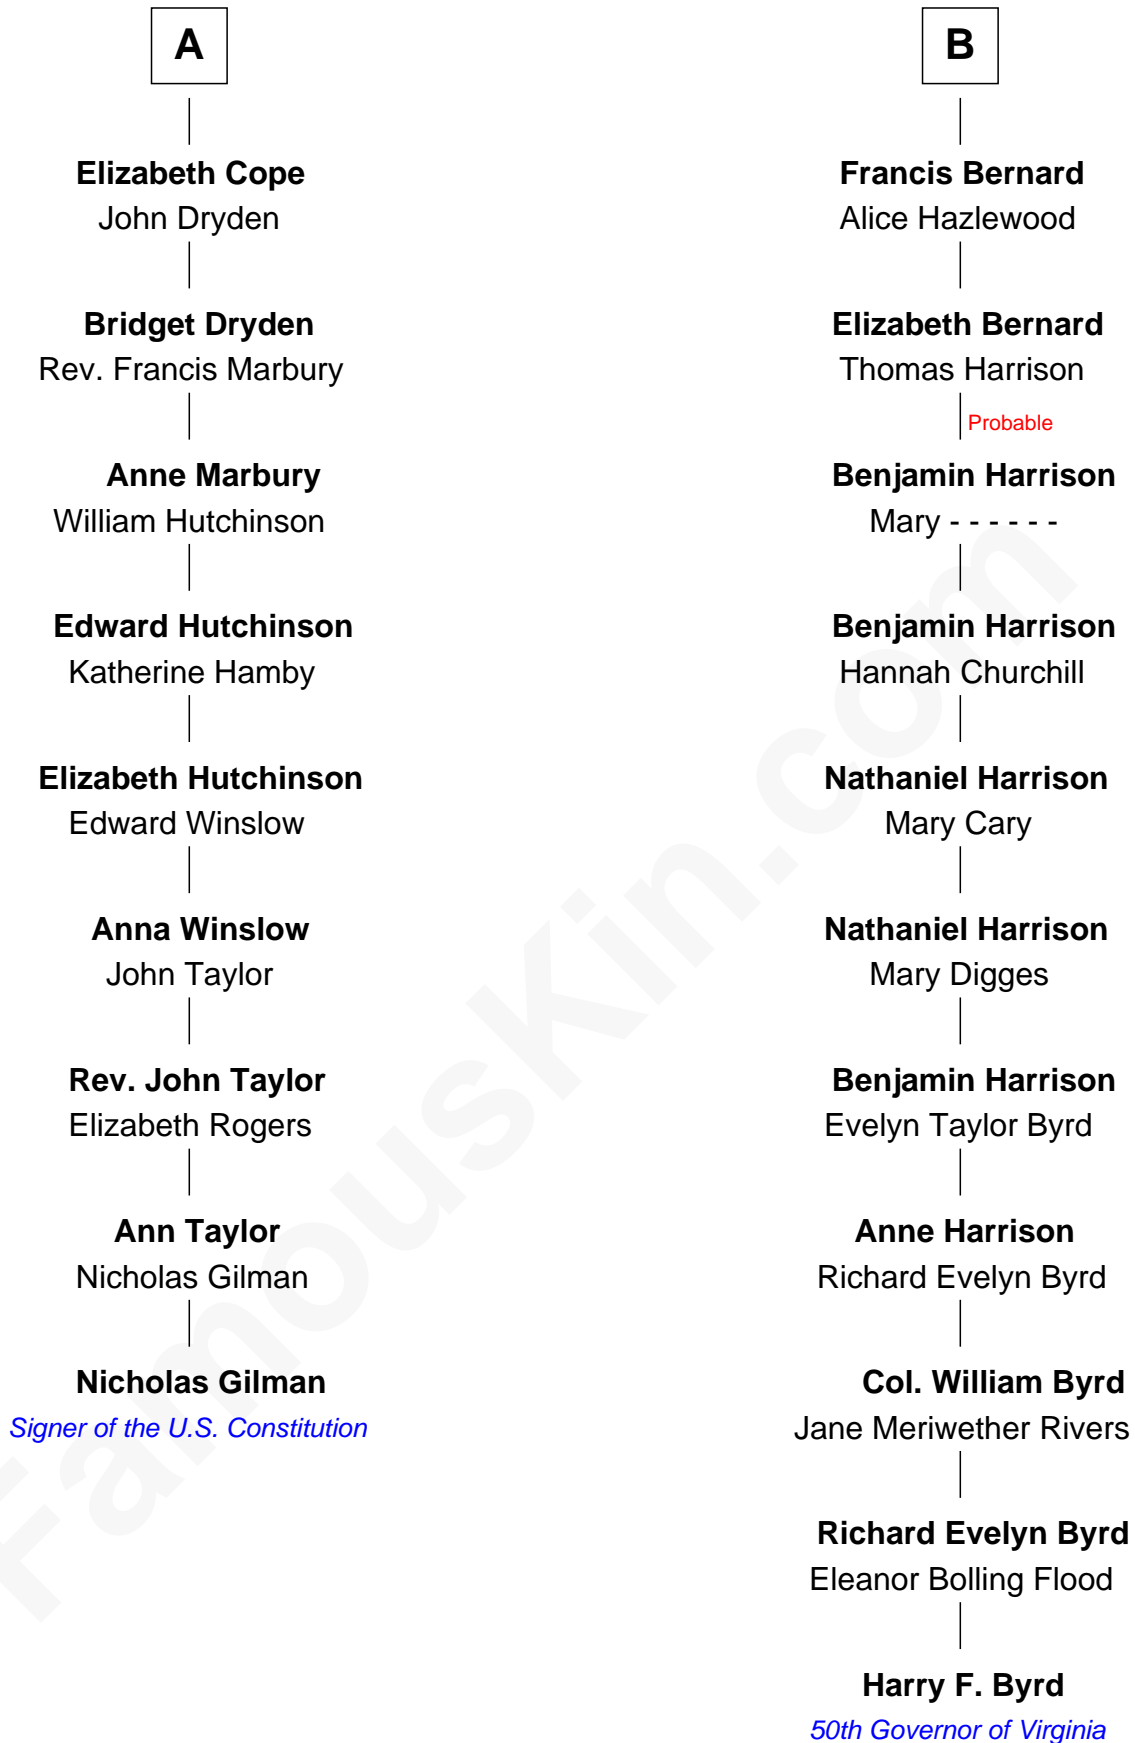 A
Elizabeth Cope
John Dryden
Bridget Dryden
Rev. Francis Marbury
Anne Marbury
William Hutchinson
Edward Hutchinson
Katherine Hamby
Elizabeth Hutchinson
Edward Winslow
Anna Winslow
John Taylor
Rev. John Taylor
Elizabeth Rogers
Ann Taylor
Nicholas Gilman
Nicholas Gilman
Signer of the U.S. Constitution
B
Francis Bernard
Alice Hazlewood
Elizabeth Bernard
Thomas Harrison
Probable
Benjamin Harrison
Mary - - - - - -
Benjamin Harrison
Hannah Churchill
Nathaniel Harrison
Mary Cary
Nathaniel Harrison
Mary Digges
Benjamin Harrison
Evelyn Taylor Byrd
Anne Harrison
Richard Evelyn Byrd
Col. William Byrd
Jane Meriwether Rivers
Richard Evelyn Byrd
Eleanor Bolling Flood
Harry F. Byrd
50th Governor of Virginia
FamousKin.com